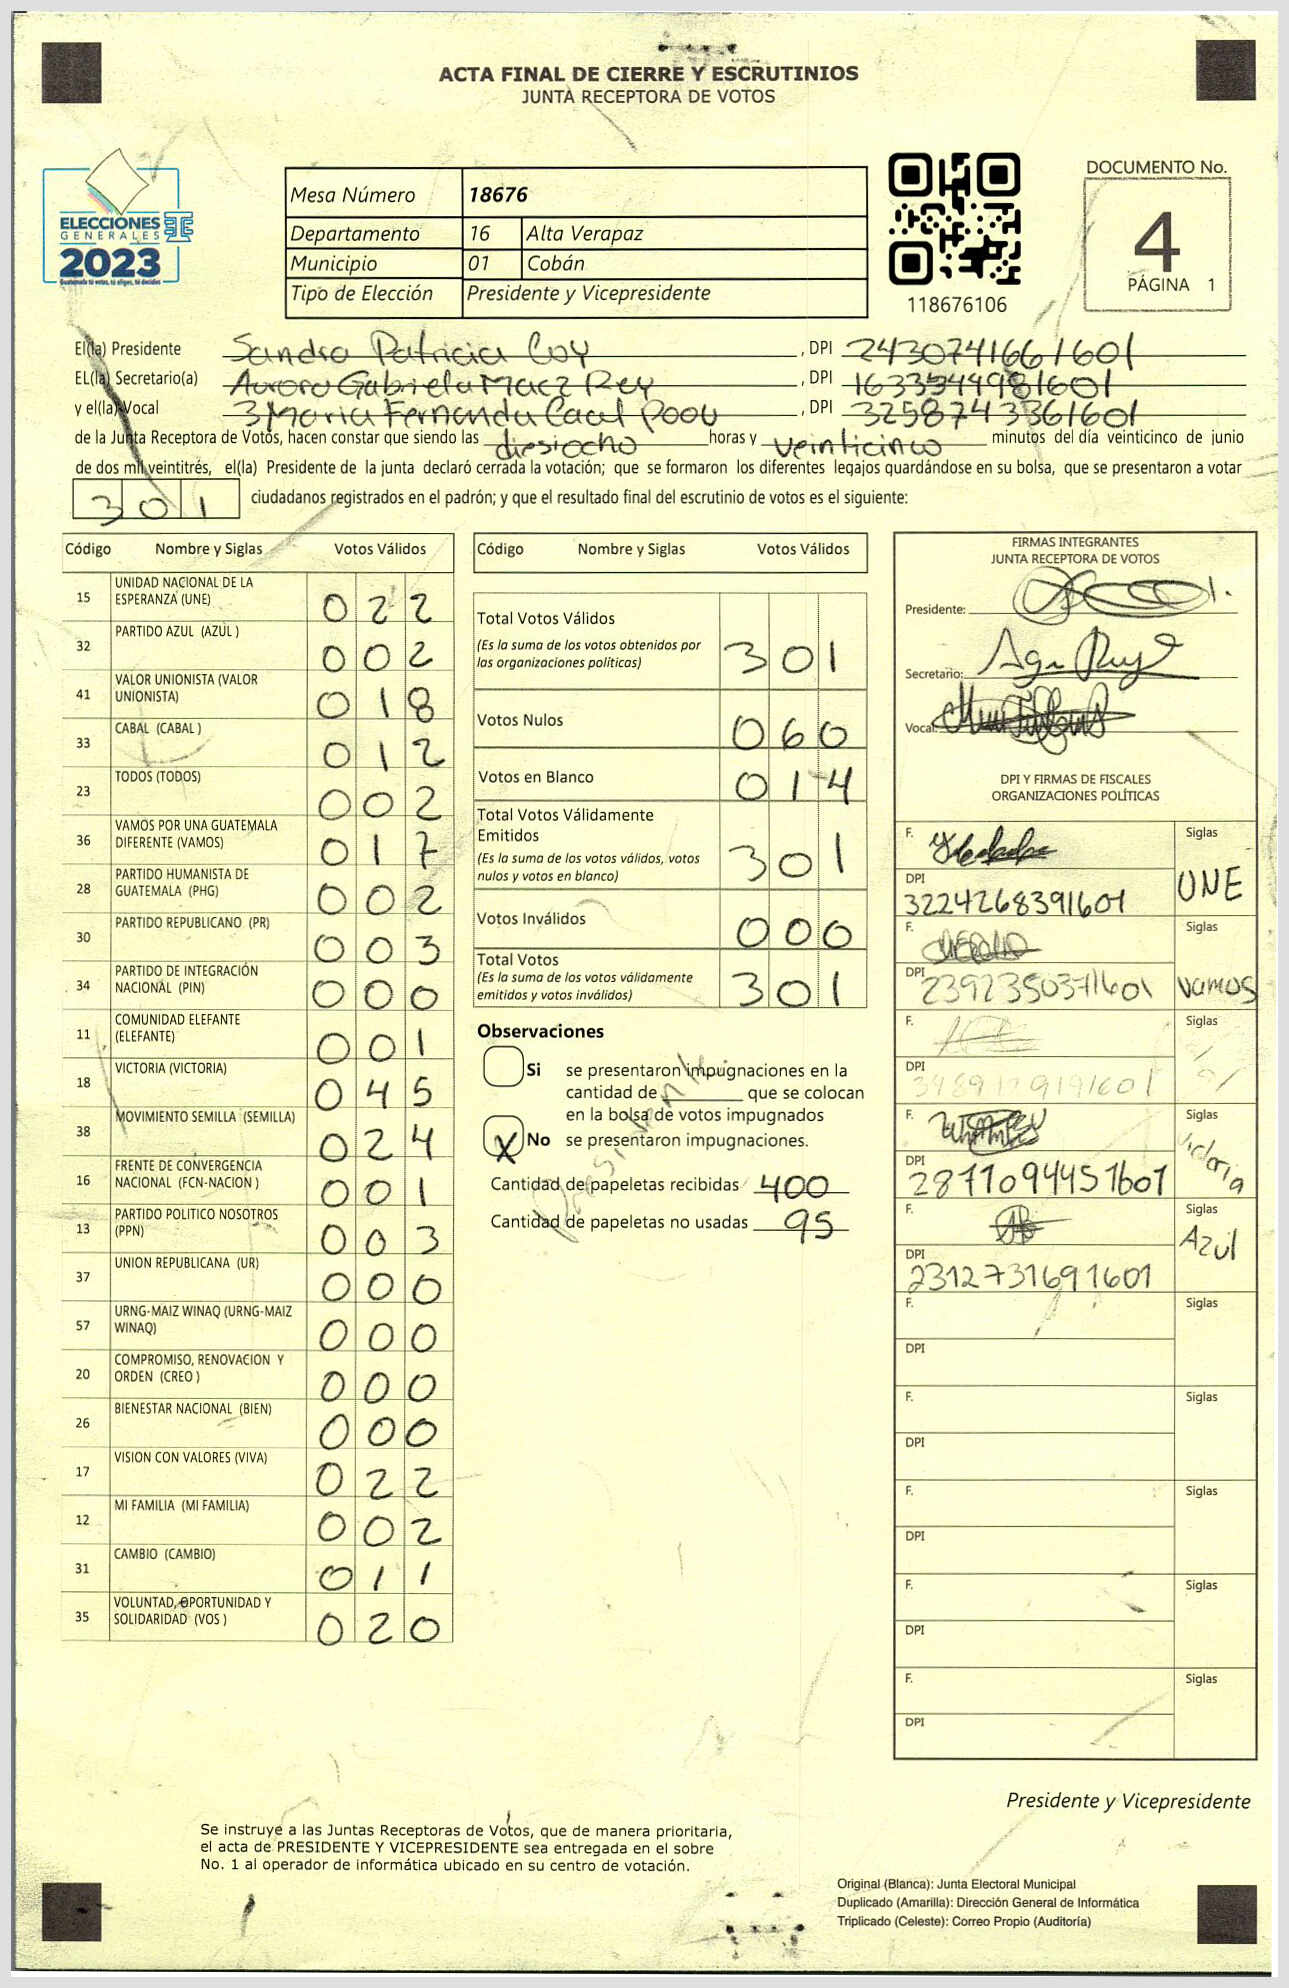 ACTA FINAL DE CIERRE Y ESCRUTINIOS
JUNTA RECEPTORA DE VOTOS
ELECCIONES
GENERALES
2023
Guatemala tú votas, tú eliges, tú decides
Mesa Número 18676
Departamento 16 Alta Verapaz
Municipio 01 Cobán
Tipo de Elección Presidente y Vicepresidente
118676106
DOCUMENTO No.
4
PÁGINA 1
El(la) Presidente Sandra Patricia Coy, DPI 2430741661601
EL(la) Secretario(a) Aurora Gabriela Macz Rey, DPI 1633544981601
y el(la) Vocal 3 Maria Fernanda Caal Poou, DPI 3258743361601
de la Junta Receptora de Votos, hacen constar que siendo las diesiocho horas y veinticinco minutos del día veinticinco de junio
de dos mil veintitrés, el(la) Presidente de la junta declaró cerrada la votación; que se formaron los diferentes legajos guardándose en su bolsa, que se presentaron a votar
301 ciudadanos registrados en el padrón; y que el resultado final del escrutinio de votos es el siguiente:
Código Nombre y Siglas Votos Válidos
15 UNIDAD NACIONAL DE LA ESPERANZA (UNE) 022
32 PARTIDO AZUL (AZUL ) 002
41 VALOR UNIONISTA (VALOR UNIONISTA) 018
33 CABAL (CABAL ) 012
23 TODOS (TODOS) 002
36 VAMOS POR UNA GUATEMALA DIFERENTE (VAMOS) 017
28 PARTIDO HUMANISTA DE GUATEMALA (PHG) 002
30 PARTIDO REPUBLICANO (PR) 003
34 PARTIDO DE INTEGRACIÓN NACIONAL (PIN) 000
11 COMUNIDAD ELEFANTE (ELEFANTE) 001
18 VICTORIA (VICTORIA) 045
38 MOVIMIENTO SEMILLA (SEMILLA) 024
16 FRENTE DE CONVERGENCIA NACIONAL (FCN-NACION ) 001
13 PARTIDO POLITICO NOSOTROS (PPN) 003
37 UNION REPUBLICANA (UR) 000
57 URNG-MAIZ WINAQ (URNG-MAIZ WINAQ) 000
20 COMPROMISO, RENOVACION Y ORDEN (CREO ) 000
26 BIENESTAR NACIONAL (BIEN) 000
17 VISION CON VALORES (VIVA) 022
12 MI FAMILIA (MI FAMILIA) 002
31 CAMBIO (CAMBIO) 011
35 VOLUNTAD, OPORTUNIDAD Y SOLIDARIDAD (VOS ) 020
Código Nombre y Siglas Votos Válidos
Total Votos Válidos 301
(Es la suma de los votos obtenidos por
las organizaciones políticas)
Votos Nulos 060
Votos en Blanco 014
Total Votos Válidamente
Emitidos 301
(Es la suma de los votos válidos, votos
nulos y votos en blanco)
Votos Inválidos 000
Total Votos 301
(Es la suma de los votos válidamente
emitidos y votos inválidos)
Observaciones
Si se presentaron impugnaciones en la
cantidad de ________ que se colocan
en la bolsa de votos impugnados
X No se presentaron impugnaciones.
Cantidad de papeletas recibidas 400
Cantidad de papeletas no usadas 95
FIRMAS INTEGRANTES
JUNTA RECEPTORA DE VOTOS
Presidente:
Secretario:
Vocal:
DPI Y FIRMAS DE FISCALES
ORGANIZACIONES POLÍTICAS
F. Siglas UNE
DPI 3224268391601
F. Siglas Vamos
DPI 2392350371601
F. Siglas
DPI
F. Siglas Victoria
DPI 2871094451601
F. Siglas Azul
DPI 2312731691601
F. Siglas
DPI
F. Siglas
DPI
F. Siglas
DPI
F. Siglas
DPI
F. Siglas
DPI
Presidente y Vicepresidente
Se instruye a las Juntas Receptoras de Votos, que de manera prioritaria,
el acta de PRESIDENTE Y VICEPRESIDENTE sea entregada en el sobre
No. 1 al operador de informática ubicado en su centro de votación.
Original (Blanca): Junta Electoral Municipal
Duplicado (Amarilla): Dirección General de Informática
Triplicado (Celeste): Correo Propio (Auditoría)